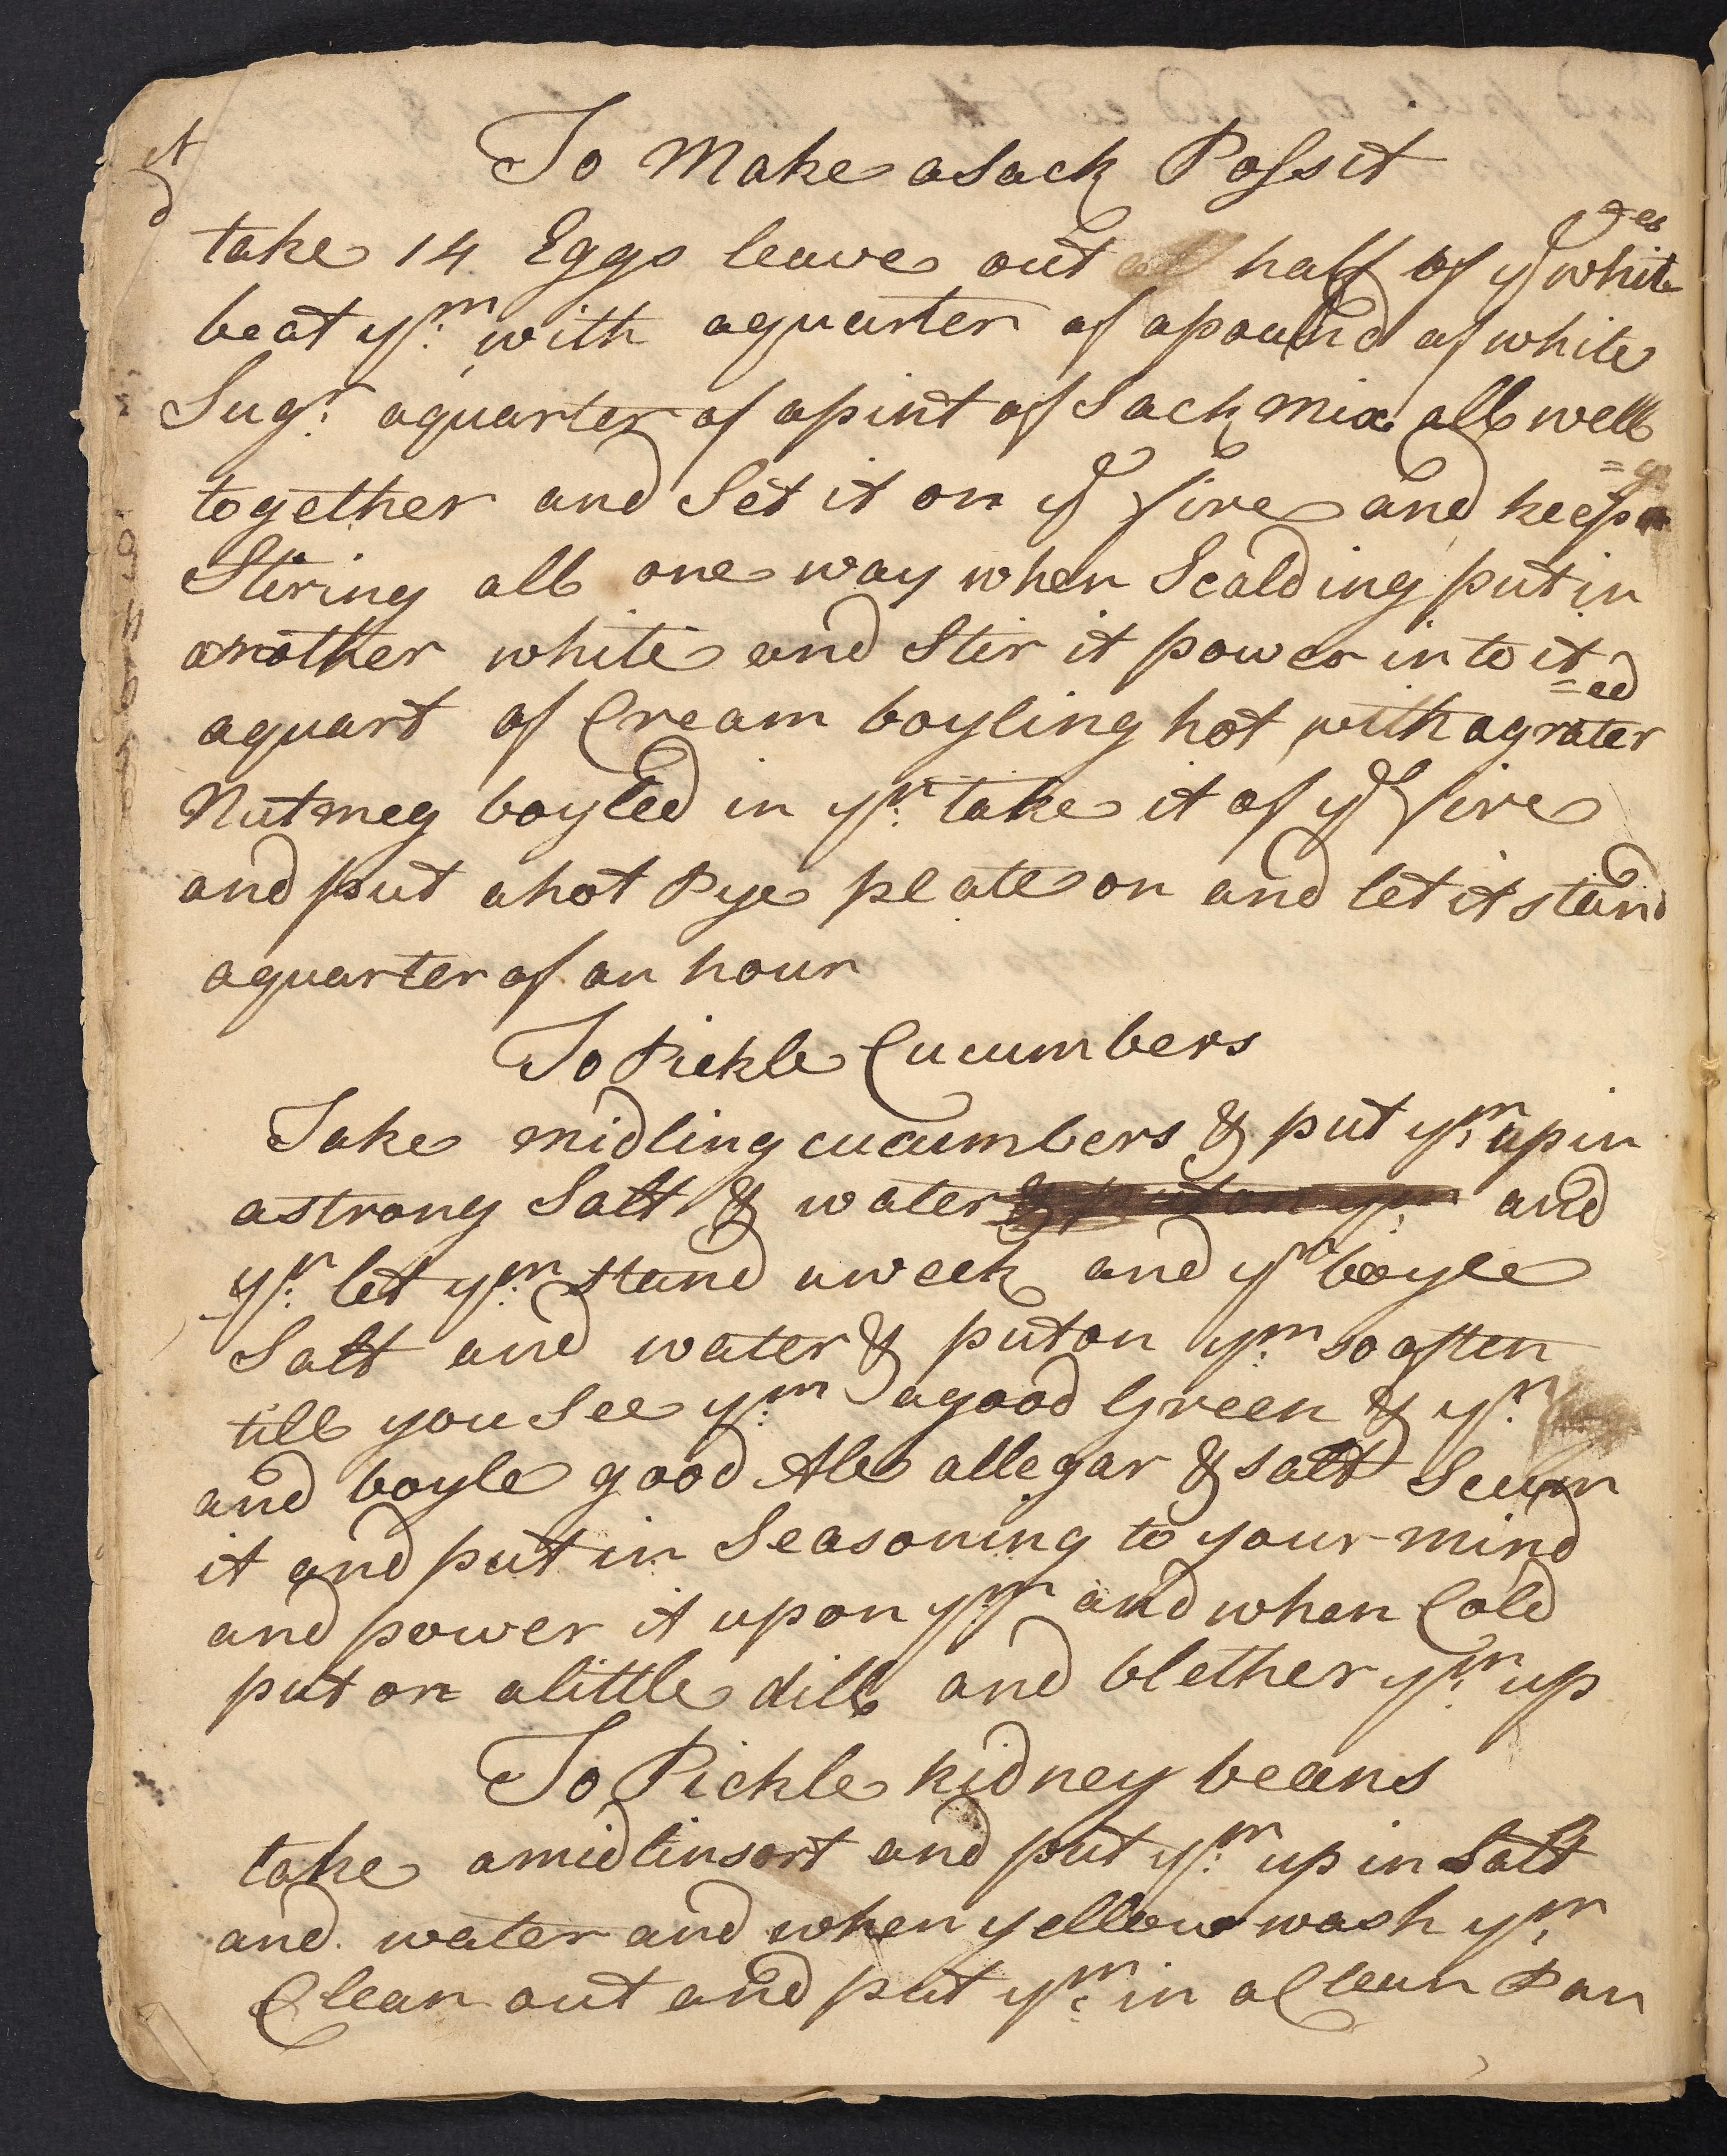 To Make a Sack Possit
take 14 Eggs leave out half of ye whites
beat ym: with a quarter of a pound of white
Sugr: a quarter of a pint of Sack mix all well
together and Set it on ye fire and keep
Stiring all one way when Scalding put in
another white and Stir it power in to it
a quart of Cream boyling hot with a grated
Nutmeg boyled in yn: take it of ye fire
and put a hot Pye plate on and let it stand
a quarter of an hour
To Pickle Cucumbers
Take midling cucumbers & put ym: up in
a strong Salt & water & put on ym and
yn: let ym: stand a week and yn boyle
Salt and water & put on ym: so often
till you See ym: a good Green & yn:
and boyle good Ale allegar & salt Scum
it and put in Seasoning to your mind
and power it upon ym and when Cold
put on a little dill and blether ym: up
To Pickle kidney beans
take a midlin sort and put ym: up in Salt
and water and when yellow wash ym:
Clean out and put ym: in a Clean Pan